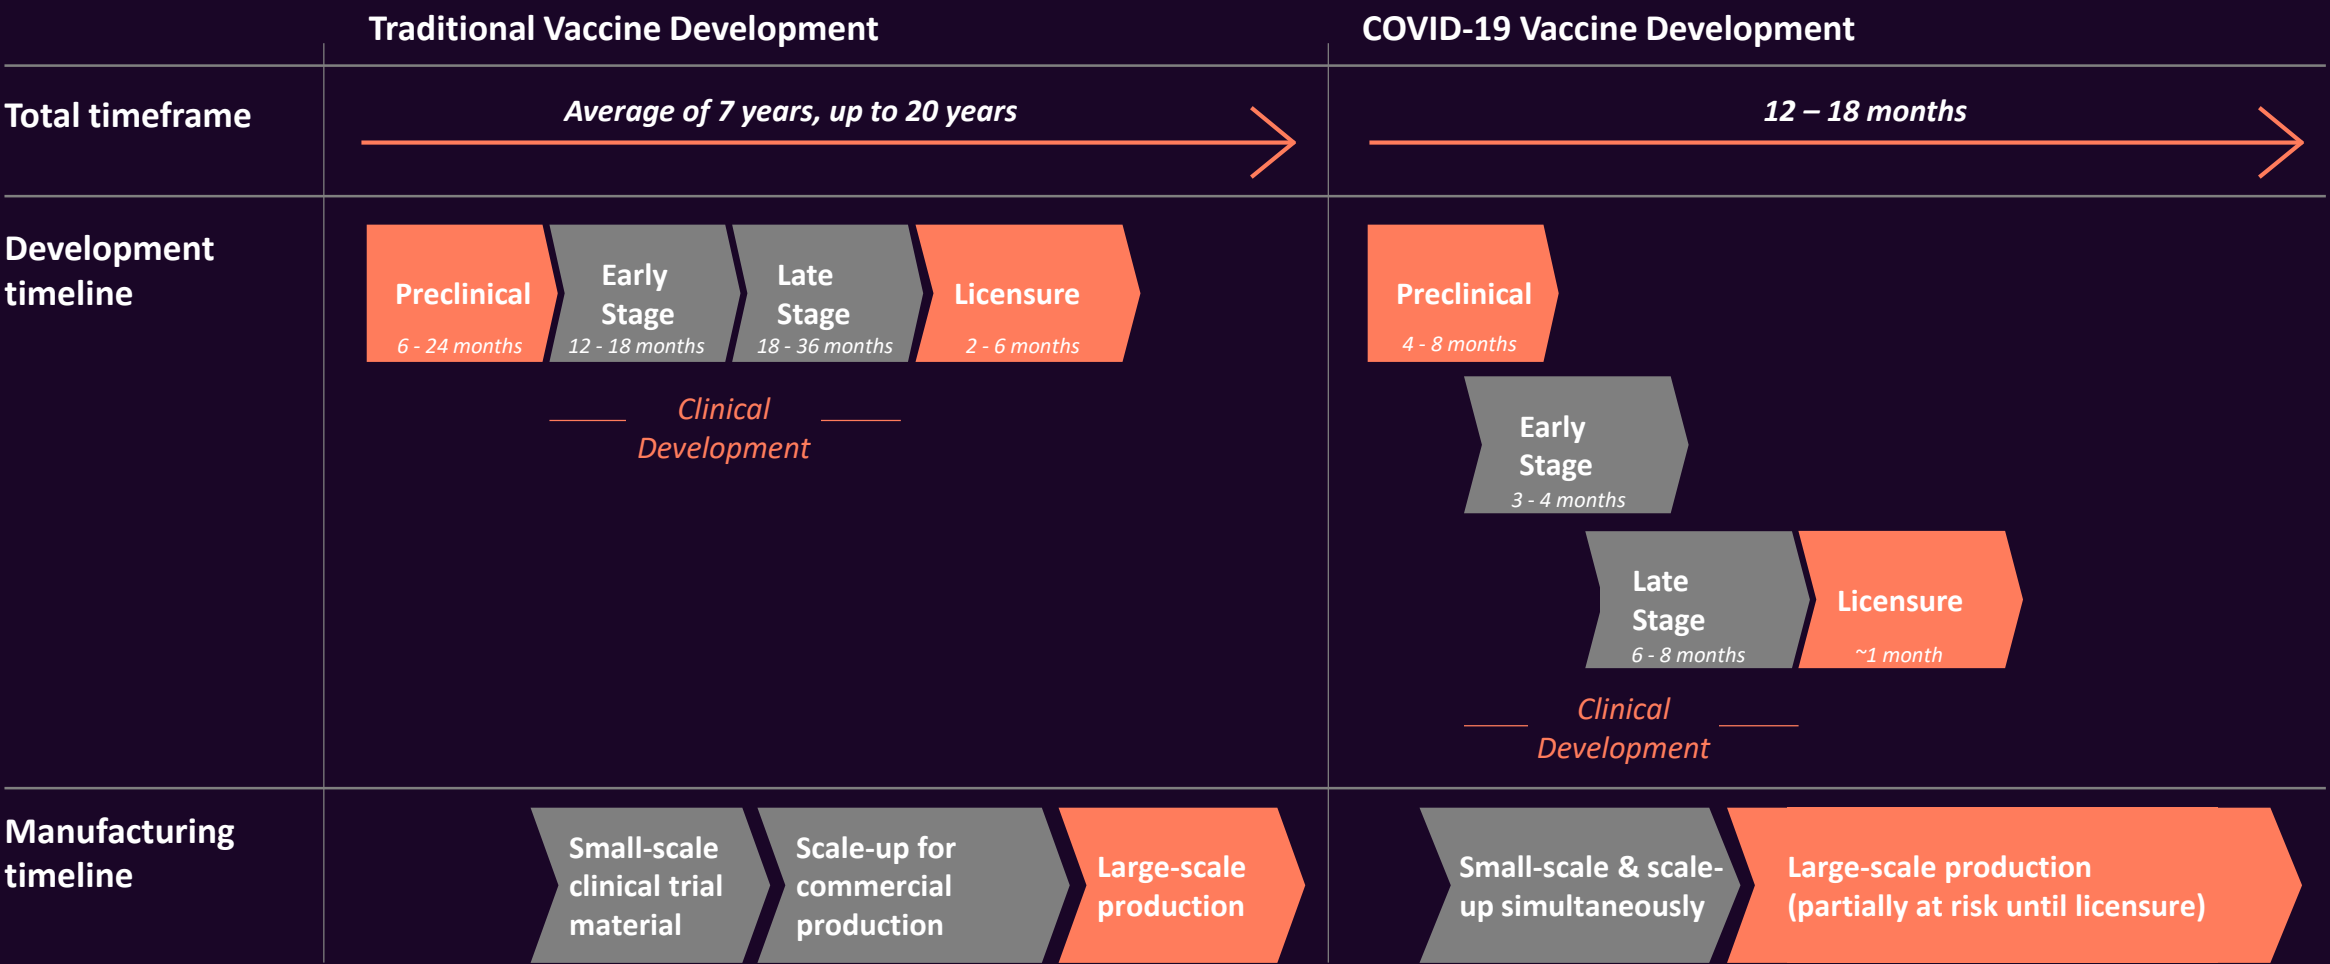 Traditional Vaccine Development
COVID-19 Vaccine Development
Total timeframe
Average of 7 years, up to 20 years
12 – 18 months
Development
timeline
Preclinical
6 - 24 months
Early
Stage
12 - 18 months
Late
Stage
18 - 36 months
Licensure
2 - 6 months
Clinical
Development
Preclinical
4 - 8 months
Early
Stage
3 - 4 months
Late
Stage
6 - 8 months
Licensure
~1 month
Clinical
Development
Manufacturing
timeline
Small-scale
clinical trial
material
Scale-up for
commercial
production
Large-scale
production
Small-scale & scale-
up simultaneously
Large-scale production
(partially at risk until licensure)